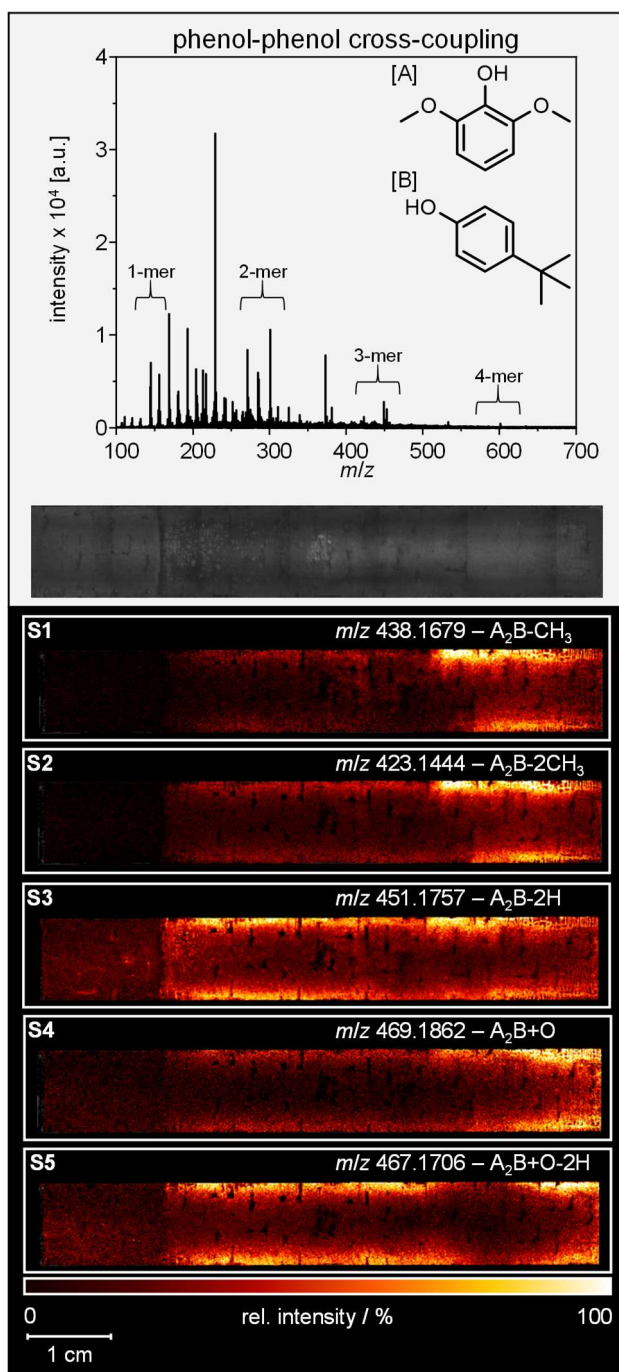 phenol-phenol cross-coupling
4
3
2
1
0
intensity x 10⁴ [a.u.]
[A]
OH
O
O
[B]
HO
1-mer
2-mer
3-mer
4-mer
100 200 300 400 500 600 700
m/z
S1 m/z 438.1679 – A₂B-CH₃
S2 m/z 423.1444 – A₂B-2CH₃
S3 m/z 451.1757 – A₂B-2H
S4 m/z 469.1862 – A₂B+O
S5 m/z 467.1706 – A₂B+O-2H
0 rel. intensity / % 100
1 cm